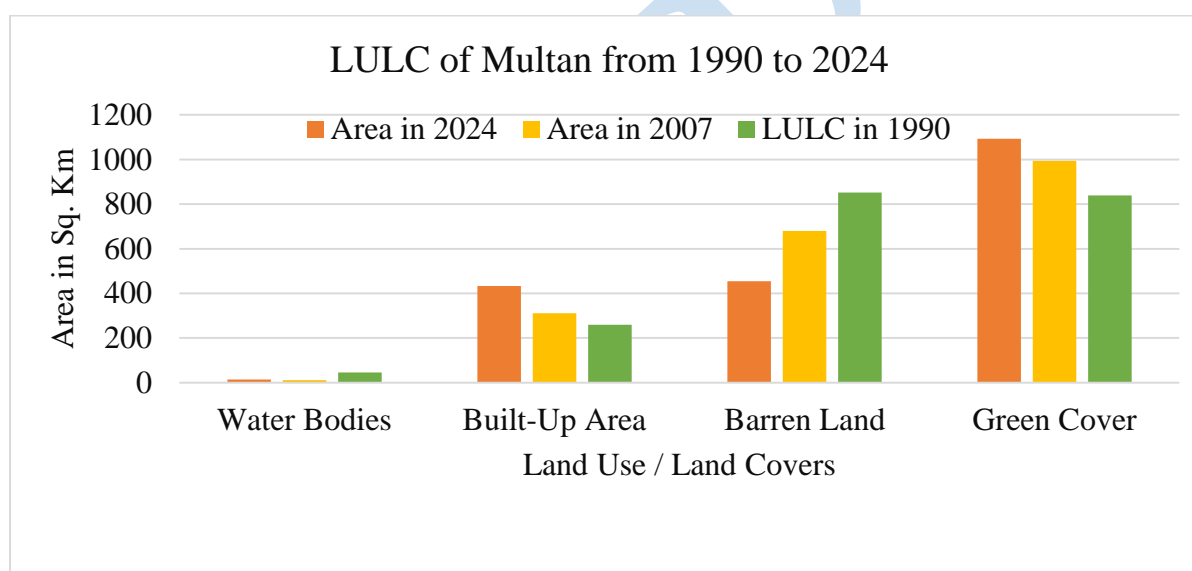 LULC of Multan from 1990 to 2024
Area in 2024 Area in 2007 LULC in 1990
Area in Sq. Km
1200
1000
800
600
400
200
0
Water Bodies Built-Up Area Barren Land Green Cover
Land Use / Land Covers